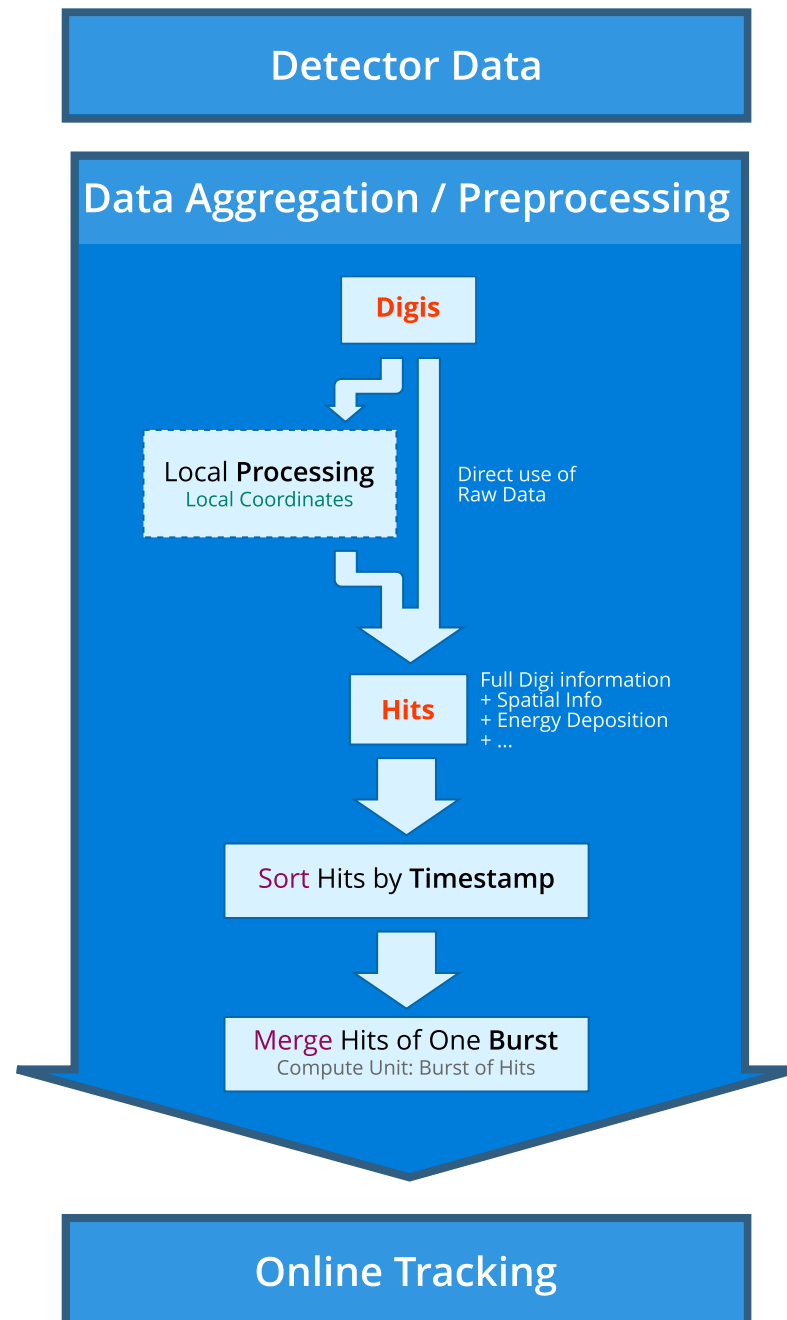 Detector Data
Data Aggregation / Preprocessing
Digis
Local Processing
Local Coordinates
Direct use of
Raw Data
Hits
Full Digi information
+ Spatial Info
+ Energy Deposition
+ ...
Sort Hits by Timestamp
Merge Hits of One Burst
Compute Unit: Burst of Hits
Online Tracking